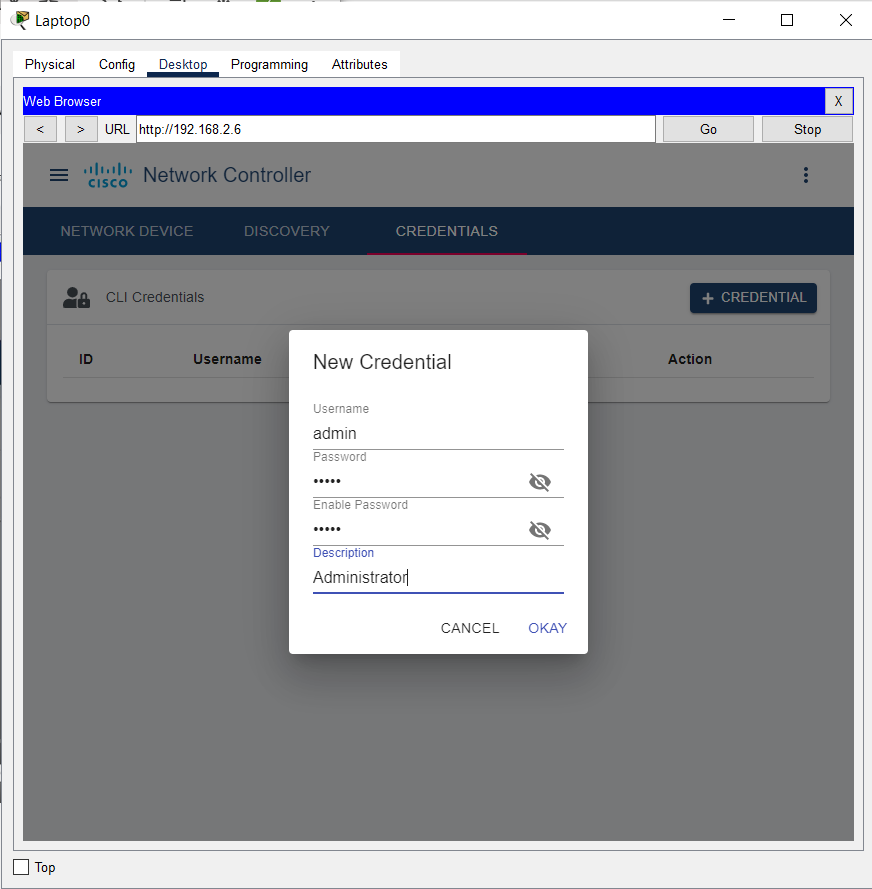 Laptop0
Physical Config Desktop Programming Attributes
Web Browser X
< > URL http://192.168.2.6 Go Stop
CISCO Network Controller
NETWORK DEVICE DISCOVERY CREDENTIALS
CLI Credentials + CREDENTIAL
ID Username Action
New Credential
Username
admin
Password
•••••
Enable Password
•••••
Description
Administrator
CANCEL OKAY
Top